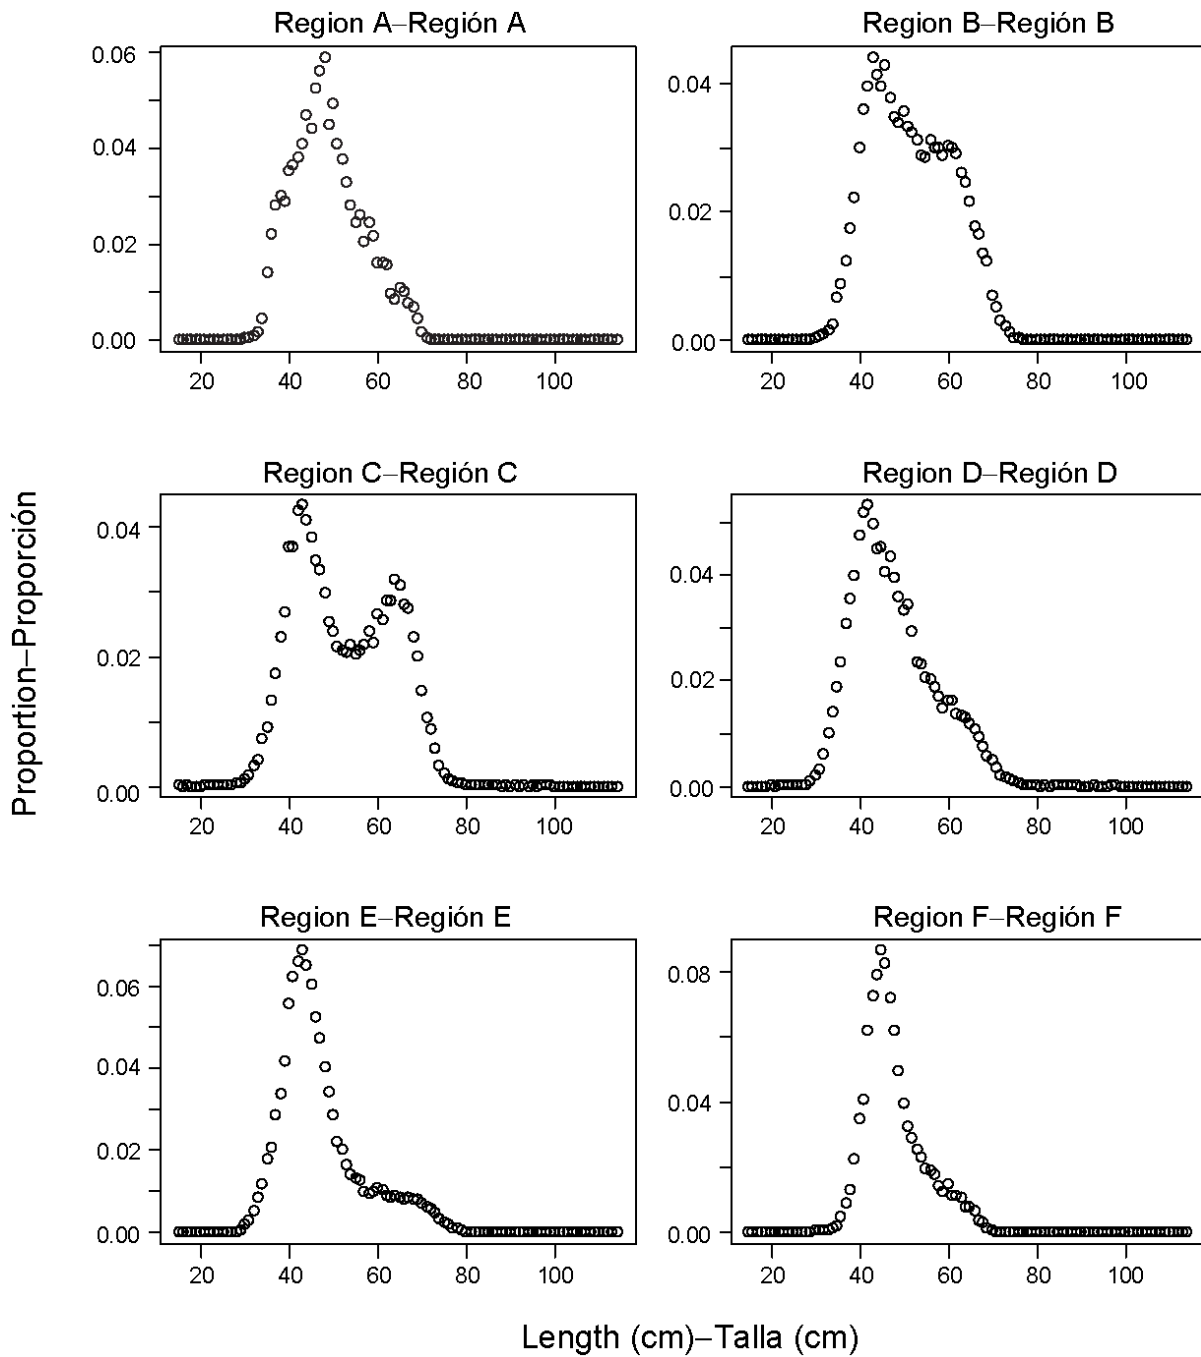 Region A–Región A
0.06
0.04
0.02
0.00
20 40 60 80 100
Region B–Región B
0.04
0.02
0.00
20 40 60 80 100
Region C–Región C
0.04
0.02
0.00
20 40 60 80 100
Region D–Región D
0.04
0.02
0.00
20 40 60 80 100
Region E–Región E
0.06
0.04
0.02
0.00
20 40 60 80 100
Region F–Región F
0.08
0.04
0.00
20 40 60 80 100
Proportion–Proporción
Length (cm)–Talla (cm)